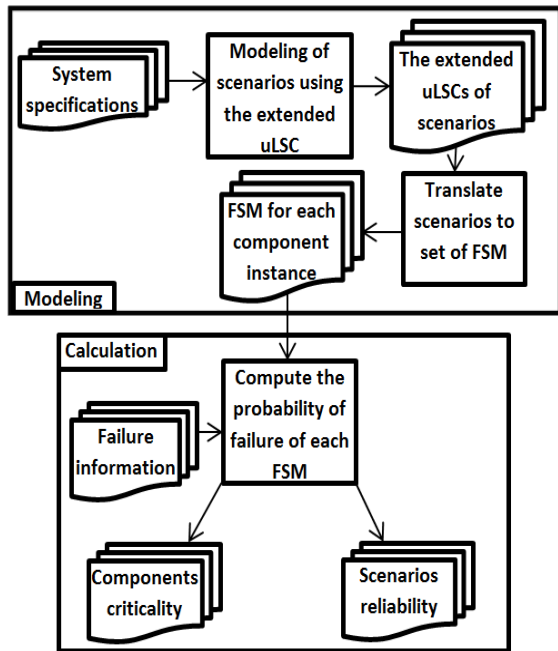 System
specifications
Modeling of
scenarios using
the extended
uLSC
The extended
uLSCs of
scenarios
Translate
scenarios to
set of FSM
FSM for each
component
instance
Modeling
Calculation
Compute the
probability of
failure of each
FSM
Failure
information
Components
criticality
Scenarios
reliability